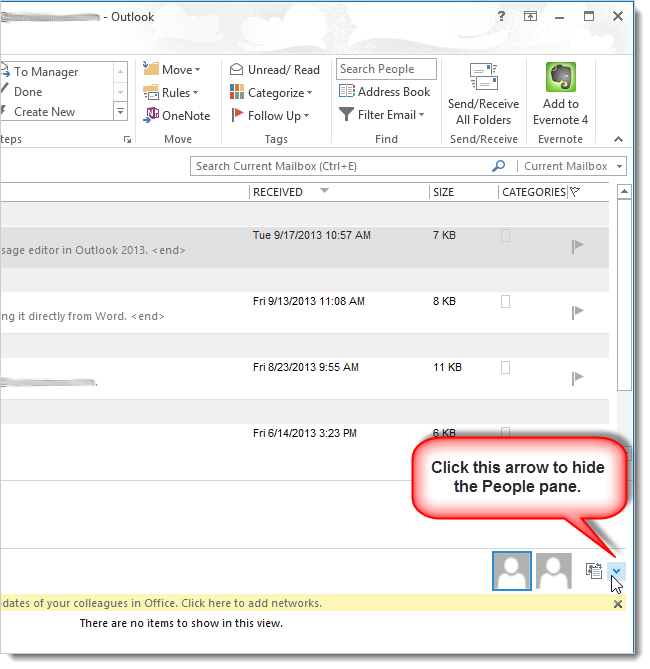 - Outlook
?
To Manager
Done
Create New
teps
Move
Rules
OneNote
Move
Unread/ Read
Categorize
Follow Up
Tags
Search People
Address Book
Filter Email
Find
Send/Receive
All Folders
Send/Receive
Add to
Evernote 4
Evernote
Search Current Mailbox (Ctrl+E)
Current Mailbox
RECEIVED SIZE CATEGORIES
Tue 9/17/2013 10:57 AM 7 KB
sage editor in Outlook 2013. <end>
Fri 9/13/2013 11:08 AM 8 KB
ng it directly from Word. <end>
Fri 8/23/2013 9:55 AM 11 KB
Fri 6/14/2013 3:23 PM 6 KB
Click this arrow to hide
the People pane.
dates of your colleagues in Office. Click here to add networks.
There are no items to show in this view.